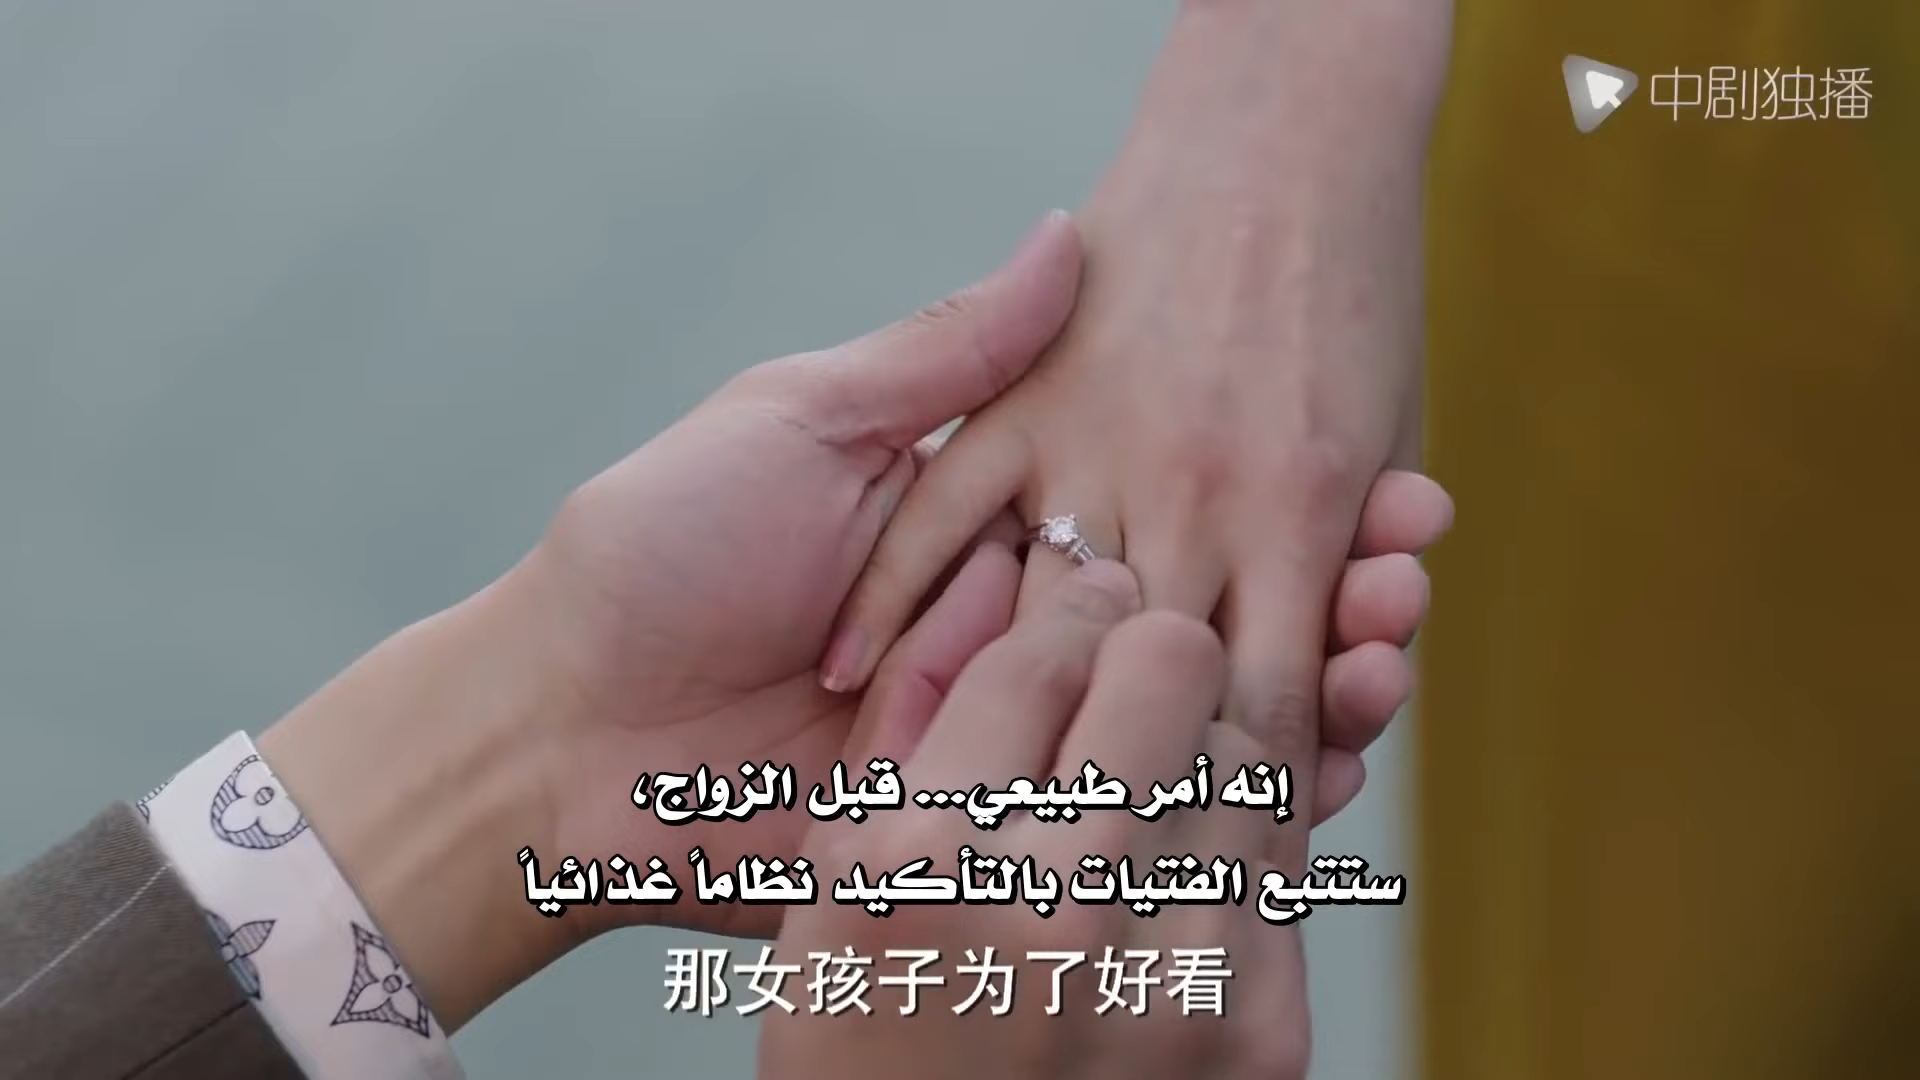 中剧独播
إنه أمر طبيعي... قبل الزواج،
ستتبع الفتيات بالتأكيد نظاماً غذائياً
那女孩子为了好看